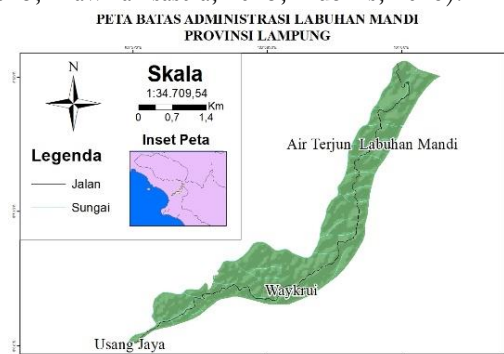 PETA BATAS ADMINISTRASI LABUHAN MANDI
PROVINSI LAMPUNG
N
Skala
1:34.709,54
Km
0 0,7 1,4
Inset Peta
Legenda
Jalan
Sungai
Air Terjun Labuhan Mandi
Waykrui
Usang Jaya